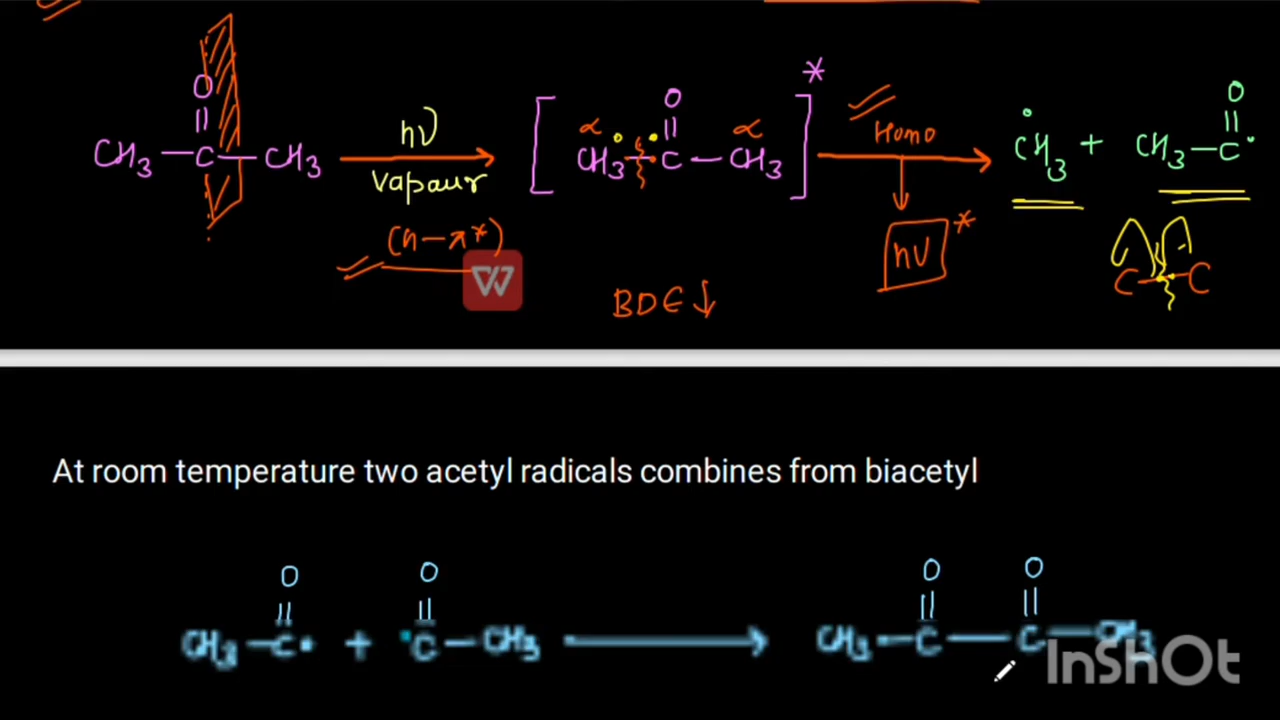 O
||
CH₃—C—CH₃ hν vapour (n-π*) [CH₃—C—CH₃]* Homo ĊH₃ + CH₃—C·
α α O O
hν *
BDE↓
C—C
At room temperature two acetyl radicals combines from biacetyl
O O O O
CH₃—C· + ·C—CH₃ → CH₃—C—C—CH₃
InShOt